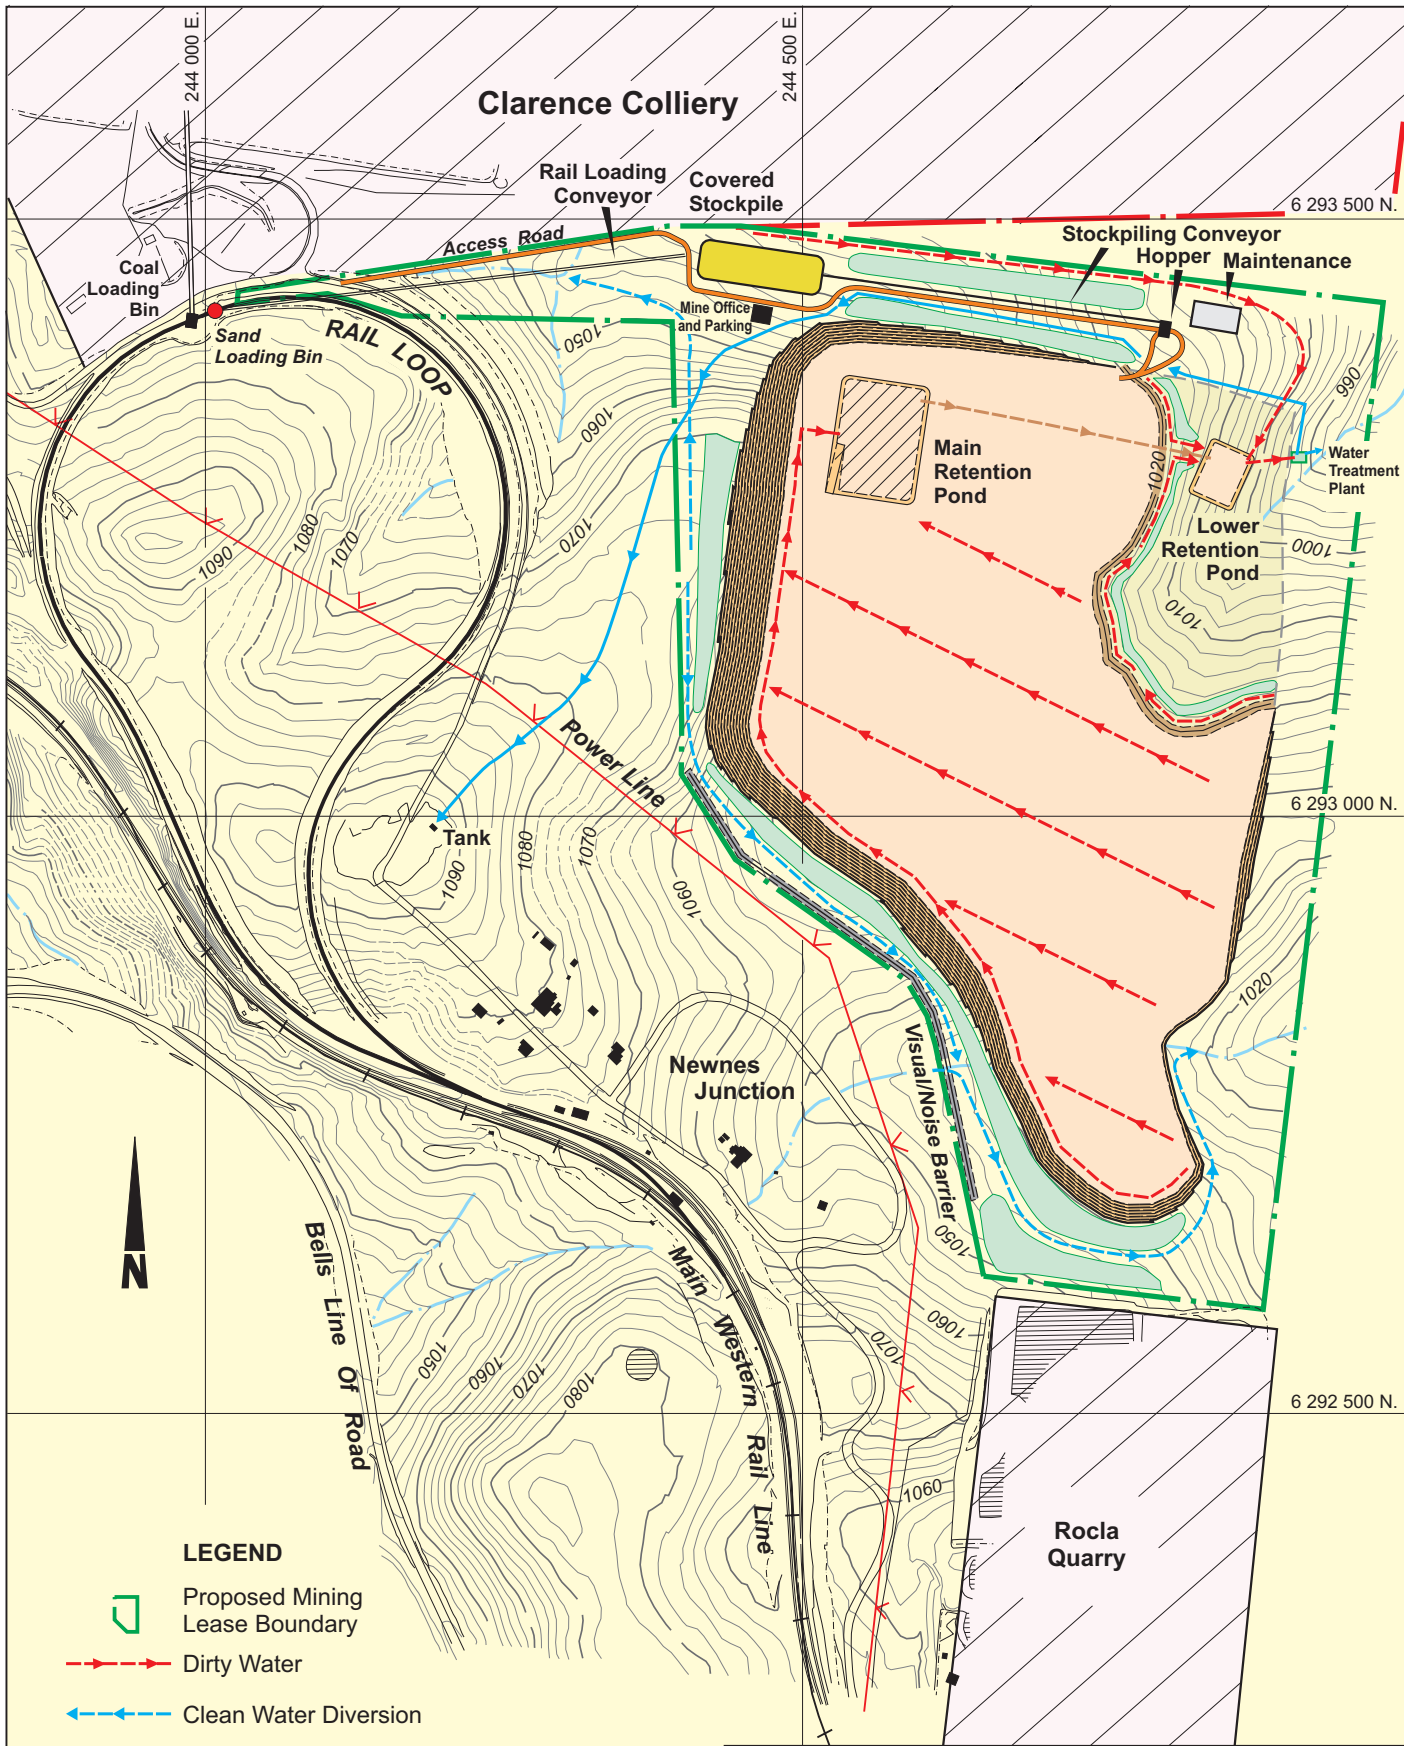 244 000 E.
244 500 E.
Clarence Colliery
Rail Loading
Conveyor
Covered
Stockpile
6 293 500 N.
Access Road
Stockpiling Conveyor
Hopper
Maintenance
Coal
Loading
Bin
Sand
Loading Bin
RAIL LOOP
Mine Office
and Parking
1050
990
1060
Main
Retention
Pond
1020
Water
Treatment
Plant
1070
1080
1070
1090
Lower
Retention
Pond
1000
1010
Power Line
6 293 000 N.
Tank
1090
1080
1070
1060
1020
Newnes
Junction
Visual/Noise Barrier
1050
Bells Line Of Road
Main Western Rail Line
1050
1060
1070
1080
1060
1070
6 292 500 N.
1060
Rocla
Quarry
N
LEGEND
Proposed Mining
Lease Boundary
Dirty Water
Clean Water Diversion